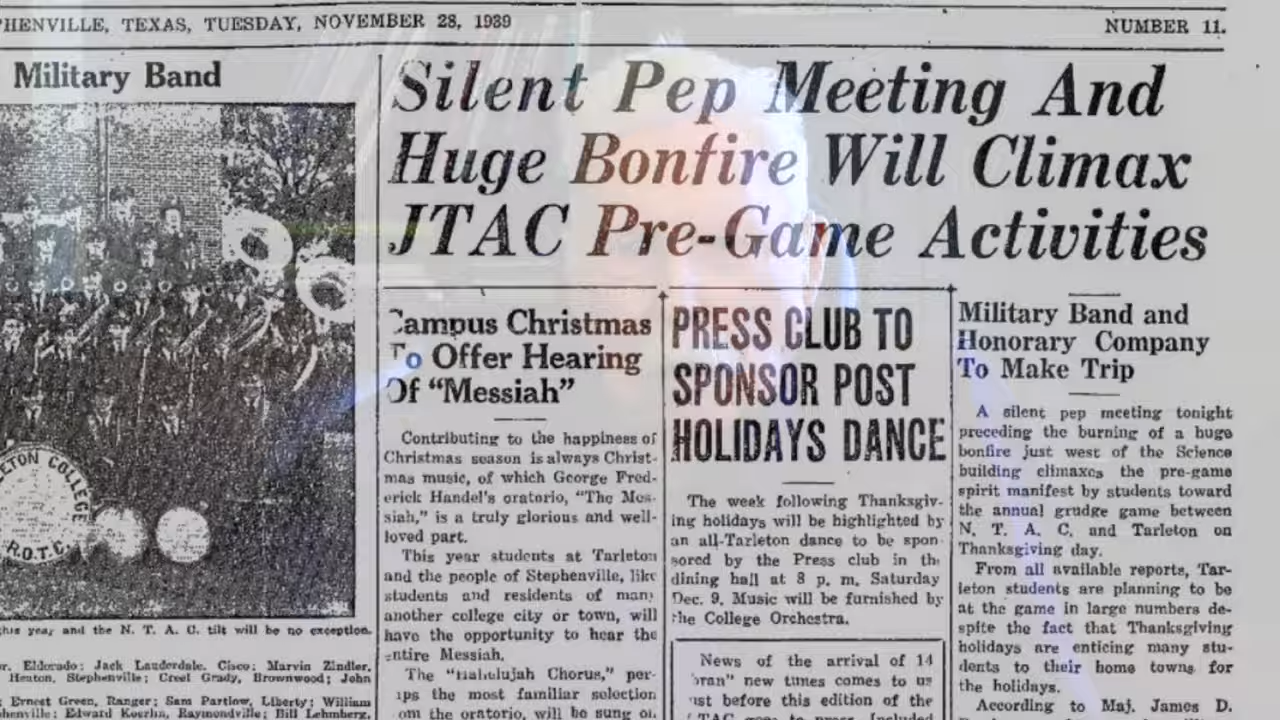 PHENVILLE, TEXAS, TUESDAY, NOVEMBER 28, 1939
NUMBER 11.
Military Band
TON COLLEGE
R.O.T.C.
this year and the N. T. A. C. tilt will be no exception.
Eldorado; Jack Lauderdale, Cisco; Marvin Zindler,
Heaton, Stephenville; Creel Grady, Brownwood; John
; Ernest Green, Ranger; Sam Partlow, Liberty; William
phenville; Edward Koerlin, Raymondville; Bill Lehmberg,
Silent Pep Meeting And
Huge Bonfire Will Climax
JTAC Pre-Game Activities
Campus Christmas
To Offer Hearing
Of "Messiah"
Contributing to the happiness of
Christmas season is always Christ-
mas music, of which George Fred-
erick Handel's oratorio, "The Mes-
siah," is a truly glorious and well-
loved part.
This year students at Tarleton
and the people of Stephenville, like
students and residents of many
another college city or town, will
have the opportunity to hear the
entire Messiah.
The "Hallelujah Chorus," per-
aps the most familiar selection
om the oratorio, will be sung
PRESS CLUB TO
SPONSOR POST
HOLIDAYS DANCE
The week following Thanksgiv-
ing holidays will be highlighted by
an all-Tarleton dance to be spon-
sored by the Press club in th
dining hall at 8 p. m. Saturday
Dec. 9. Music will be furnished by
the College Orchestra.
News of the arrival of 14
"bran" new times comes to us
ust before this edition of the
JTAC goes to press. Included
Military Band and
Honorary Company
To Make Trip
A silent pep meeting tonight
preceding the burning of a huge
bonfire just west of the Science
building climaxes the pre-game
spirit manifest by students toward
the annual grudge game between
N. T. A. C. and Tarleton on
Thanksgiving day.
From all available reports, Tar-
leton students are planning to be
at the game in large numbers de-
spite the fact that Thanksgiving
holidays are enticing many stu-
dents to their home towns for
the holidays.
According to Maj. James D.